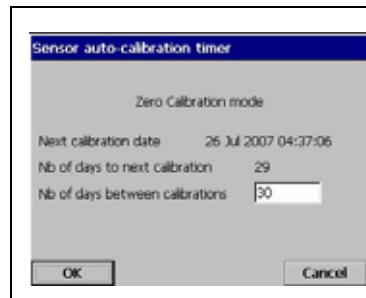 Sensor auto-calibration timer
Zero Calibration mode
Next calibration date 26 Jul 2007 04:37:06
Nb of days to next calibration 29
Nb of days between calibrations 30
OK Cancel